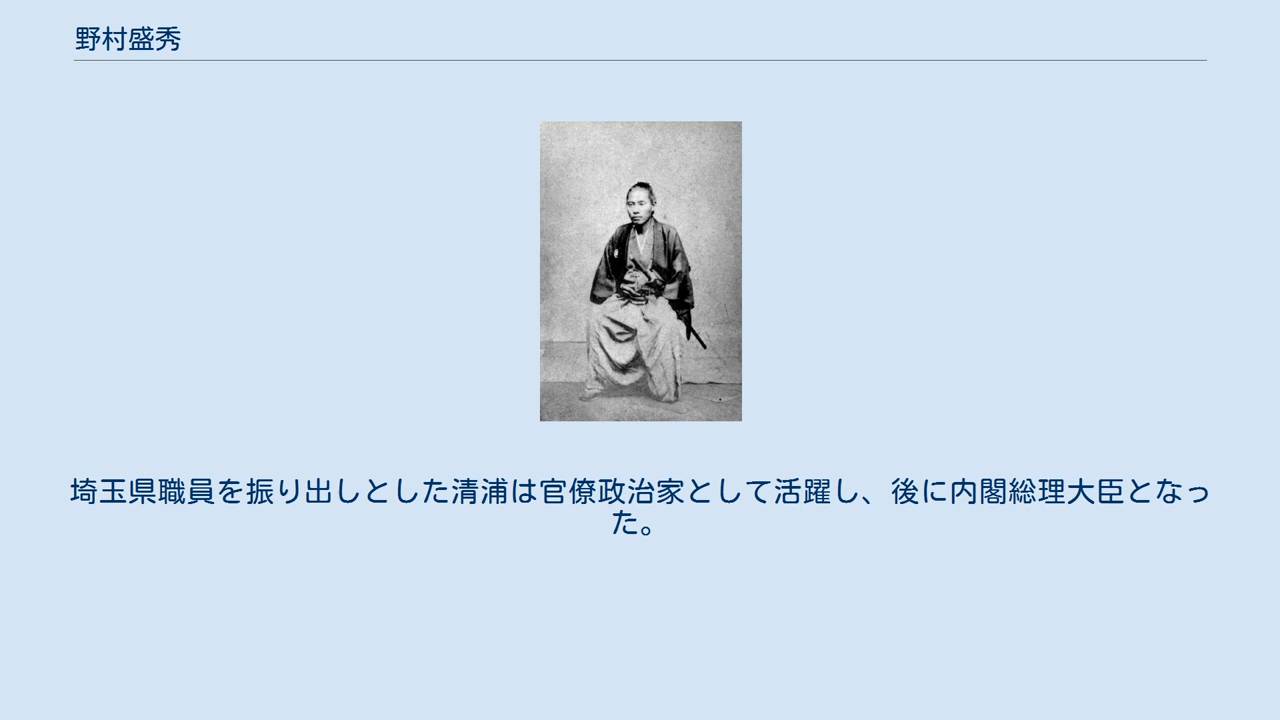 野村盛秀
埼玉県職員を振り出しとした清浦は官僚政治家として活躍し、後に内閣総理大臣となっ
た。